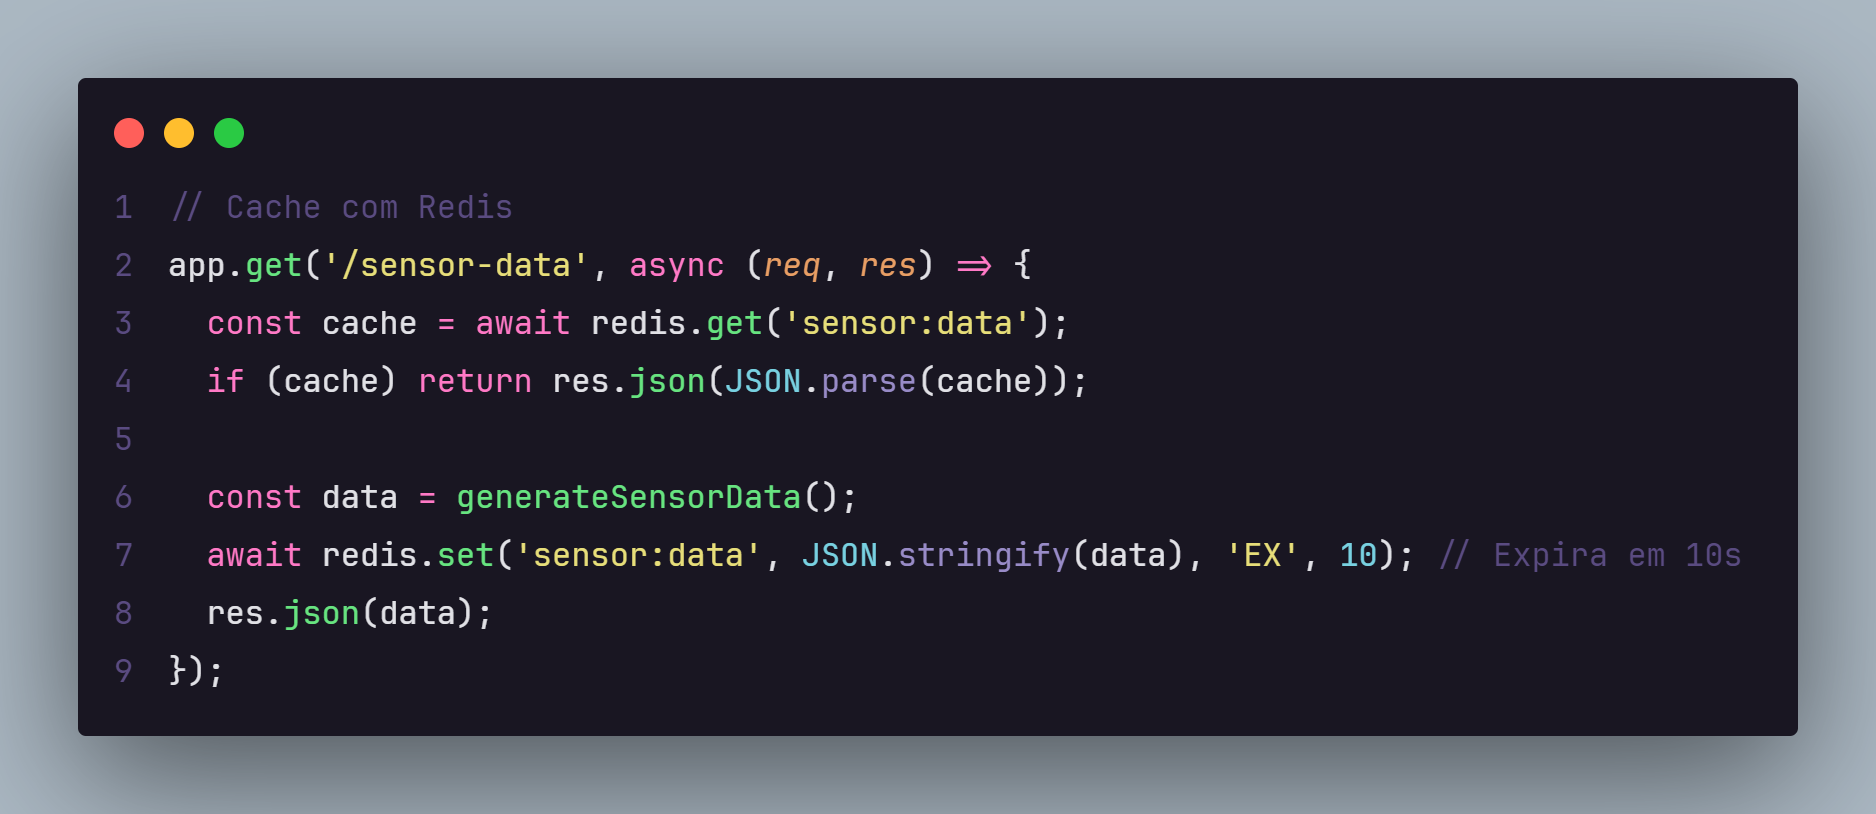 1 // Cache com Redis
2 app.get('/sensor-data', async (req, res) => {
3   const cache = await redis.get('sensor:data');
4   if (cache) return res.json(JSON.parse(cache));
5
6   const data = generateSensorData();
7   await redis.set('sensor:data', JSON.stringify(data), 'EX', 10); // Expira em 10s
8   res.json(data);
9 });